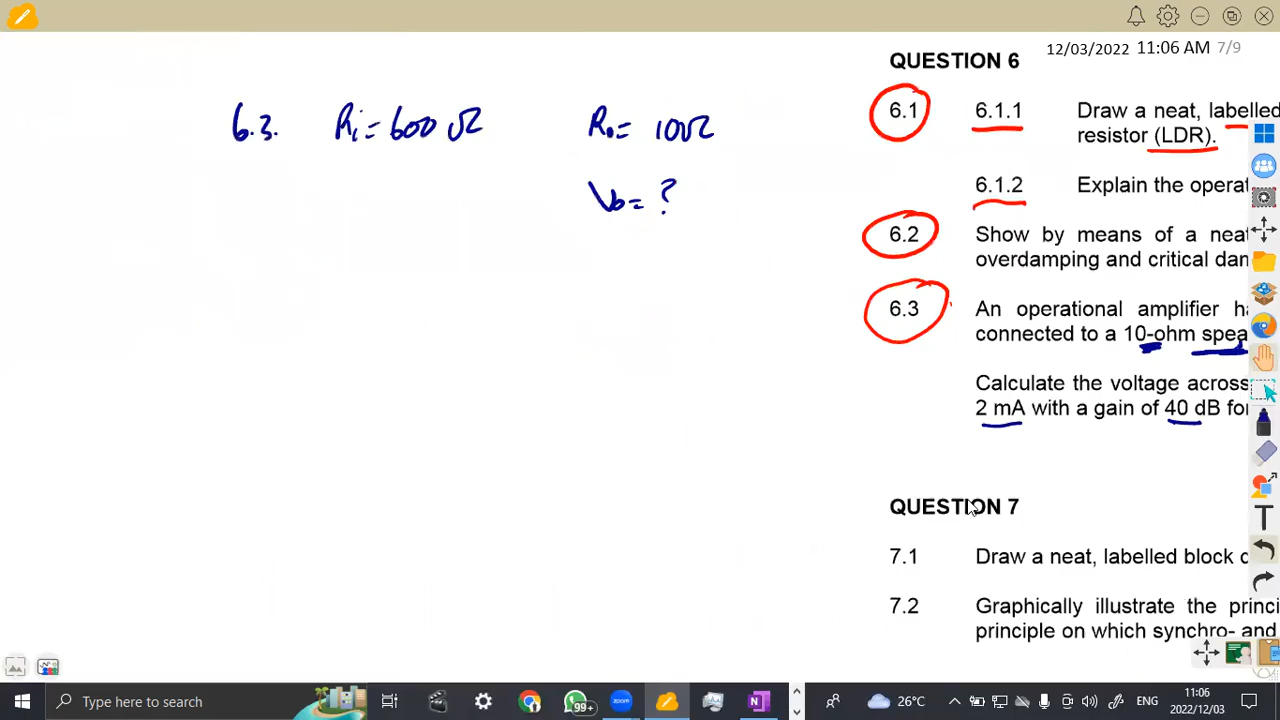 12/03/2022 11:06 AM 7/9
QUESTION 6
6.3. Ri = 600 Ω Ro = 10Ω
Vo = ?
6.1 6.1.1 Draw a neat, labelled
resistor (LDR).
6.1.2 Explain the operat
6.2 Show by means of a neat
overdamping and critical dan
6.3 An operational amplifier ha
connected to a 10-ohm spea
Calculate the voltage across
2 mA with a gain of 40 dB for
QUESTION 7
7.1 Draw a neat, labelled block c
7.2 Graphically illustrate the princi
principle on which synchro- and
T
Type here to search
99+
26°C
ENG
11:06
2022/12/03